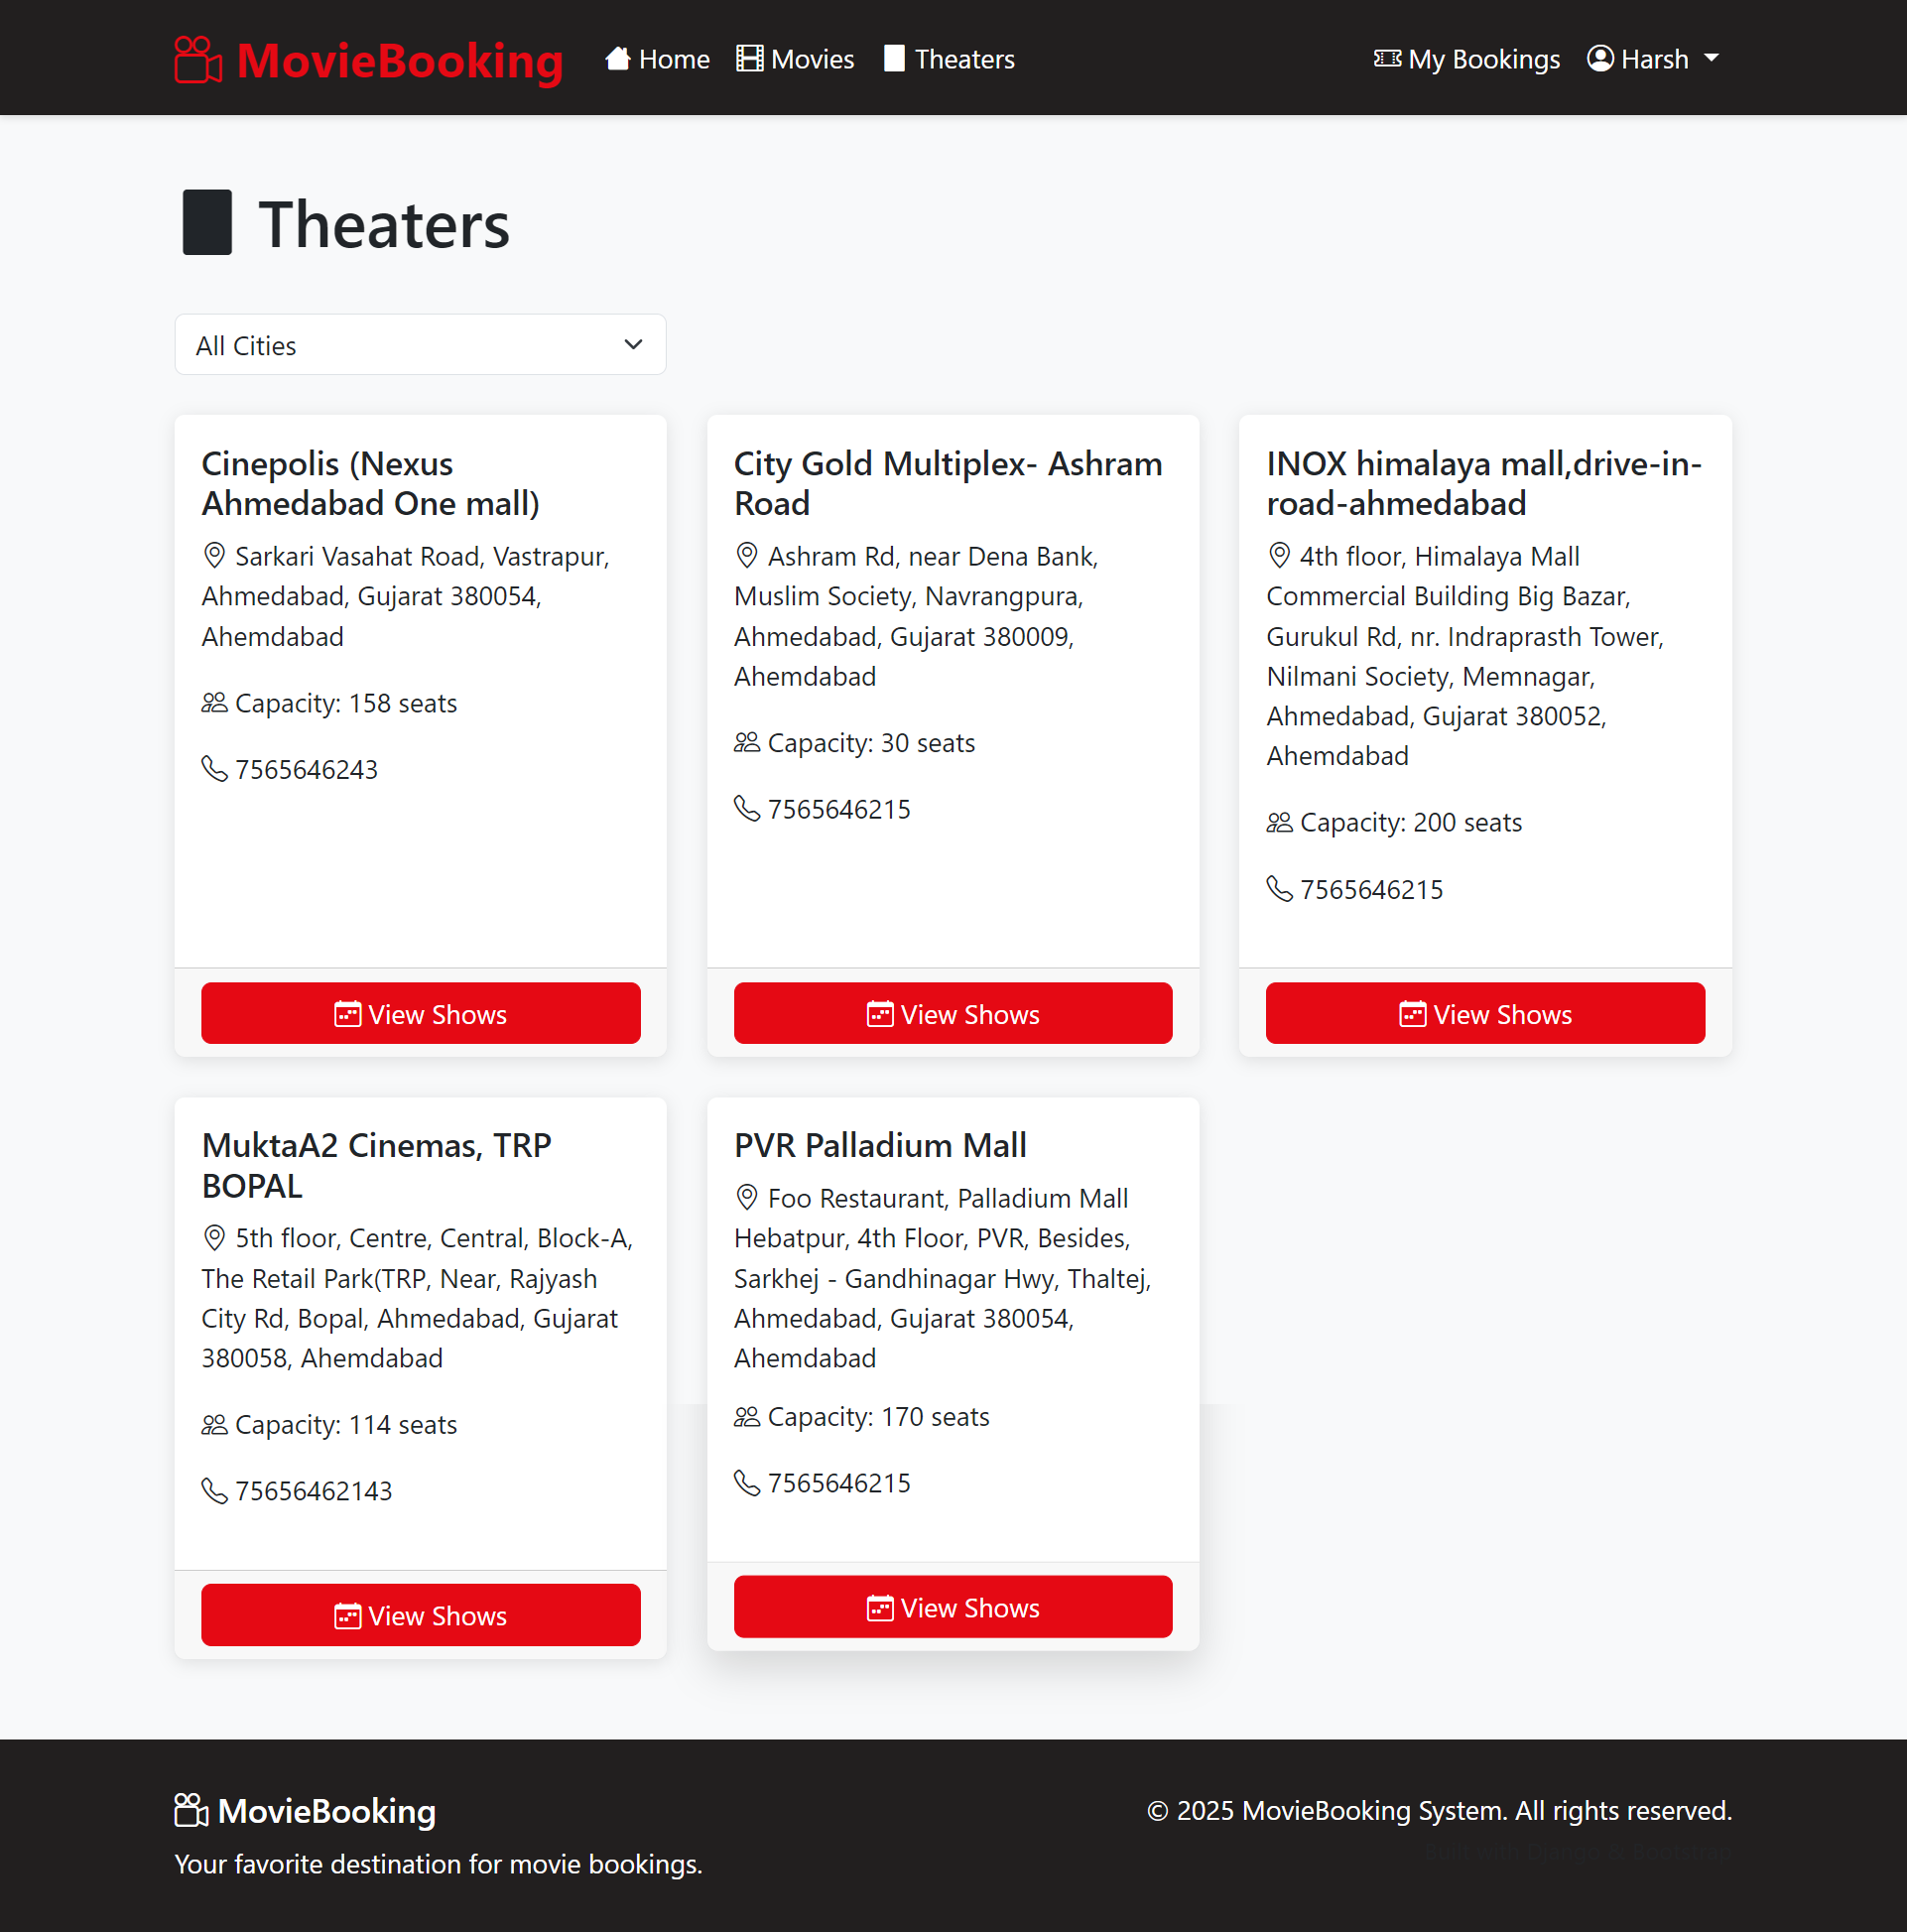 MovieBooking
Home
Movies
Theaters
My Bookings
Harsh
Theaters
All Cities
Cinepolis (Nexus
Ahmedabad One mall)
Sarkari Vasahat Road, Vastrapur,
Ahmedabad, Gujarat 380054,
Ahemdabad
Capacity: 158 seats
7565646243
View Shows
City Gold Multiplex- Ashram
Road
Ashram Rd, near Dena Bank,
Muslim Society, Navrangpura,
Ahmedabad, Gujarat 380009,
Ahemdabad
Capacity: 30 seats
7565646215
View Shows
INOX himalaya mall,drive-in-
road-ahmedabad
4th floor, Himalaya Mall
Commercial Building Big Bazar,
Gurukul Rd, nr. Indraprasth Tower,
Nilmani Society, Memnagar,
Ahmedabad, Gujarat 380052,
Ahemdabad
Capacity: 200 seats
7565646215
View Shows
MuktaA2 Cinemas, TRP
BOPAL
5th floor, Centre, Central, Block-A,
The Retail Park(TRP, Near, Rajyash
City Rd, Bopal, Ahmedabad, Gujarat
380058, Ahemdabad
Capacity: 114 seats
75656462143
View Shows
PVR Palladium Mall
Foo Restaurant, Palladium Mall
Hebatpur, 4th Floor, PVR, Besides,
Sarkhej - Gandhinagar Hwy, Thaltej,
Ahmedabad, Gujarat 380054,
Ahemdabad
Capacity: 170 seats
7565646215
View Shows
MovieBooking
Your favorite destination for movie bookings.
© 2025 MovieBooking System. All rights reserved.
Built with Django & Bootstrap